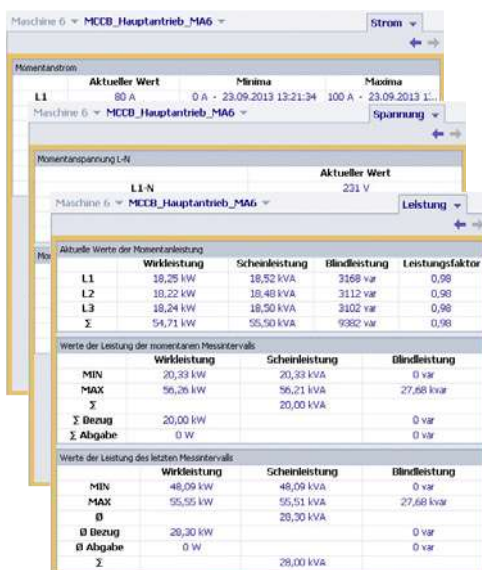 Maschine 6 MCCB_Hauptantrieb_MA6 Strom
Momentanstrom
Aktueller Wert Minima Maxima
L1 80 A 0 A - 23.09.2013 13:21:34 100 A - 23.09.2013 1...
Maschine 6 MCCB_Hauptantrieb_MA6 Spannung
Momentanspannung L-N
Aktueller Wert
L1-N 231 V
Maschine 6 MCCB_Hauptantrieb_MA6 Leistung
Aktuelle Werte der Momentanleistung
Wirkleistung Scheinleistung Blindleistung Leistungsfaktor
L1 18,25 kW 18,52 kVA 3168 var 0,98
L2 18,22 kW 18,48 kVA 3112 var 0,98
L3 18,24 kW 18,50 kVA 3102 var 0,98
Σ 54,71 kW 55,50 kVA 9382 var 0,98
Werte der Leistung der momentanen Messintervalls
Wirkleistung Scheinleistung Blindleistung
MIN 20,33 kW 20,33 kVA 0 var
MAX 56,26 kW 56,21 kVA 27,68 kvar
Σ 20,00 kVA
Σ Bezug 20,00 kW 0 var
Σ Abgabe 0 W 0 var
Werte der Leistung des letzten Messintervalls
Wirkleistung Scheinleistung Blindleistung
MIN 48,09 kW 48,09 kVA 0 var
MAX 55,55 kW 55,51 kVA 27,68 kvar
Ø 28,30 kVA
Ø Bezug 28,30 kW 0 var
Ø Abgabe 0 W 0 var
Σ 28,00 kVA